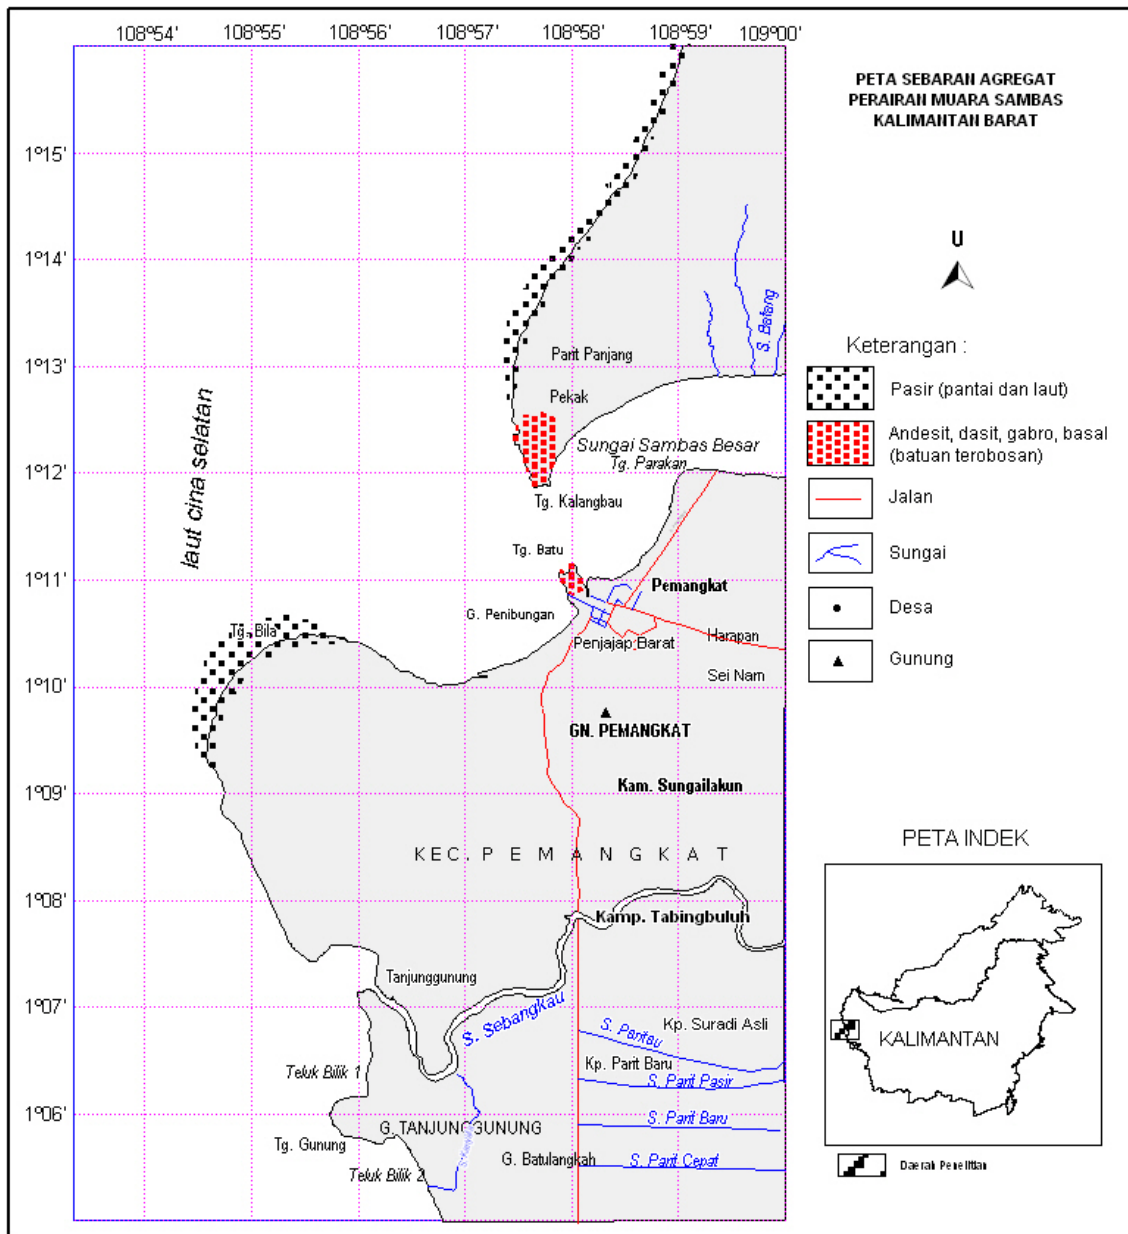 108°54' 108°55' 108°56' 108°57' 108°58' 108°59' 109°00'
PETA SEBARAN AGREGAT
PERAIRAN MUARA SAMBAS
KALIMANTAN BARAT
1°15'
1°14'
1°13'
1°12'
1°11'
1°10'
1°09'
1°08'
1°07'
1°06'
U
S. Batang
Parit Panjang
Pekak
Sungai Sambas Besar
Tg. Parakan
Tg. Kalangbau
laut cina selatan
Tg. Batu
Pemangkat
G. Penibungan
Tg. Bila
Penjajap Barat
Harapan
Sei Nam
GN. PEMANGKAT
Kam. Sungailakun
KEC. PEMANGKAT
Kamp. Tabingbuluh
Tanjunggunung
S. Sebangkau
Kp. Suradi Asli
S. Paritau
Kp. Parit Baru
S. Parit Pasir
Teluk Bilik 1
S. Parit Baru
G. TANJUNGGUNUNG
Tg. Gunung
G. Batulangkah
S. Parit Cepat
Teluk Bilik 2
Keterangan :
Pasir (pantai dan laut)
Andesit, dasit, gabro, basal
(batuan terobosan)
Jalan
Sungai
Desa
Gunung
PETA INDEK
KALIMANTAN
Daerah Penelitian